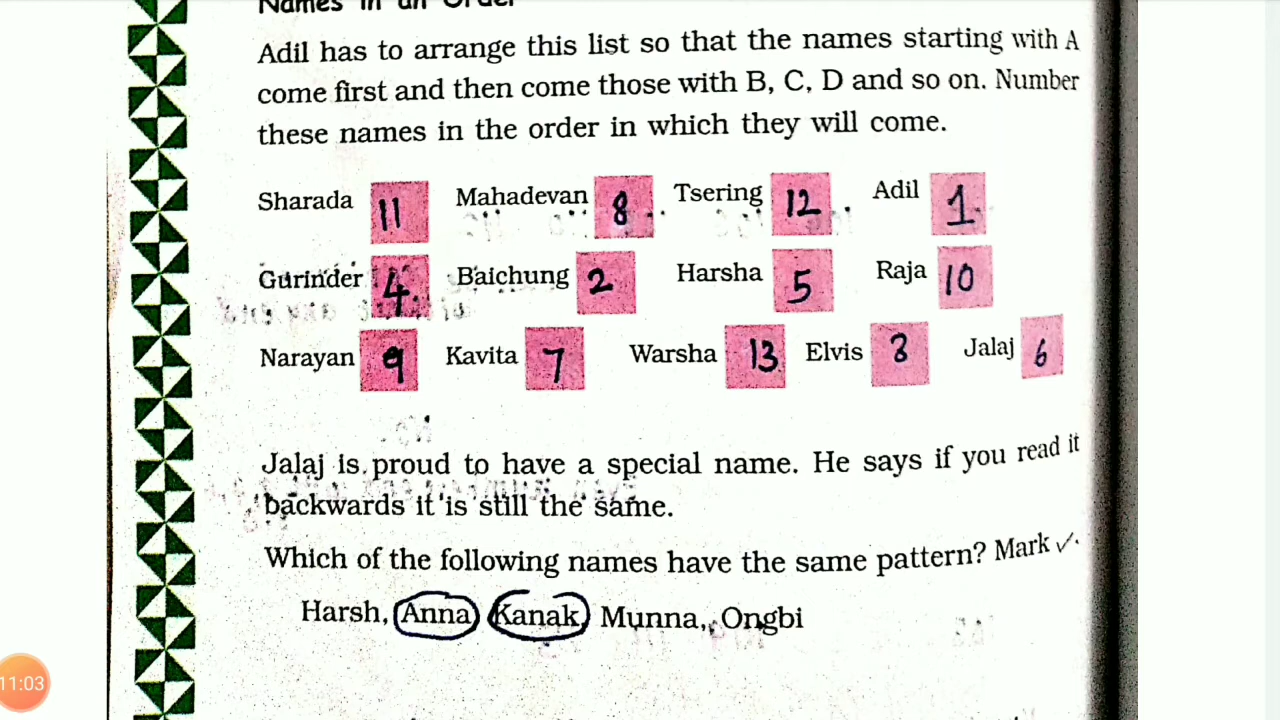 Names in an Order
Adil has to arrange this list so that the names starting with A
come first and then come those with B, C, D and so on. Number
these names in the order in which they will come.
Sharada 11 Mahadevan 8 Tsering 12 Adil 1
Gurinder 4 Baichung 2 Harsha 5 Raja 10
Narayan 9 Kavita 7 Warsha 13 Elvis 3 Jalaj 6
Jalaj is proud to have a special name. He says if you read it
backwards it is still the same.
Which of the following names have the same pattern? Mark ✓.
Harsh, Anna Kanak, Munna, Ongbi
11:03